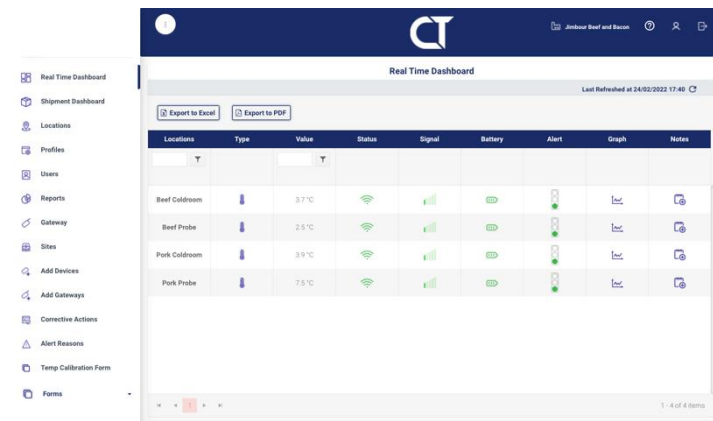 CT
Jimbour Beef and Bacon
Real Time Dashboard
Last Refreshed at 24/02/2022 17:40
Export to Excel
Export to PDF
Locations Type Value Status Signal Battery Alert Graph Notes
Beef Coldroom 3.7 °C
Beef Probe 2.5 °C
Pork Coldroom 3.9 °C
Pork Probe 7.5 °C
1
1 - 4 of 4 items
Real Time Dashboard
Shipment Dashboard
Locations
Profiles
Users
Reports
Gateway
Sites
Add Devices
Add Gateways
Corrective Actions
Alert Reasons
Temp Calibration Form
Forms